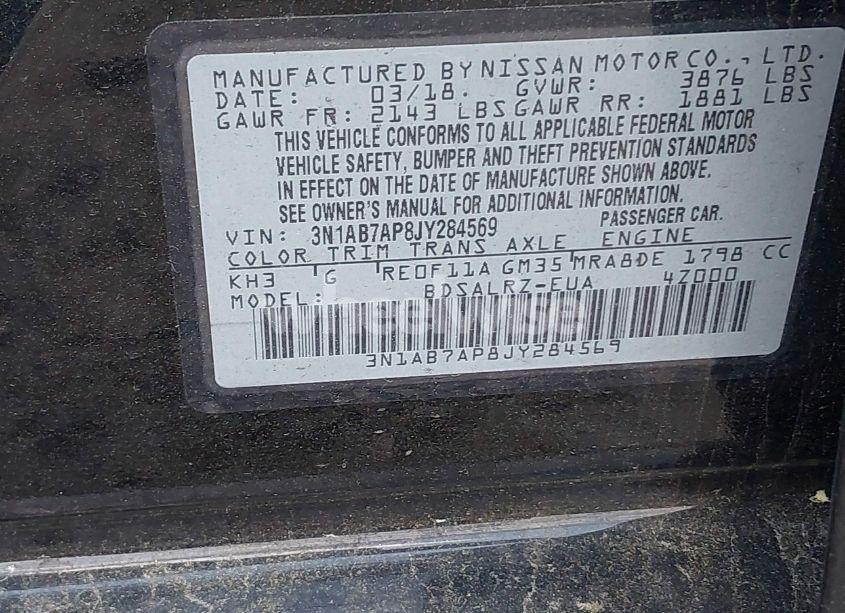 MANUFACTURED BY NISSAN MOTOR CO., LTD.
DATE: 03/18. GVWR: 3876 LBS
GAWR FR: 2143 LBS GAWR RR: 1881 LBS
THIS VEHICLE CONFORMS TO ALL APPLICABLE FEDERAL MOTOR
VEHICLE SAFETY, BUMPER AND THEFT PREVENTION STANDARDS
IN EFFECT ON THE DATE OF MANUFACTURE SHOWN ABOVE.
SEE OWNER'S MANUAL FOR ADDITIONAL INFORMATION.
VIN: 3N1AB7AP8JY284569 PASSENGER CAR.
COLOR TRIM TRANS AXLE ENGINE
KH3 G RE0F11A GM35 MRA8DE 1798 CC
MODEL: BDSALRZ-EUA 4Z000
3N1AB7AP8JY284569